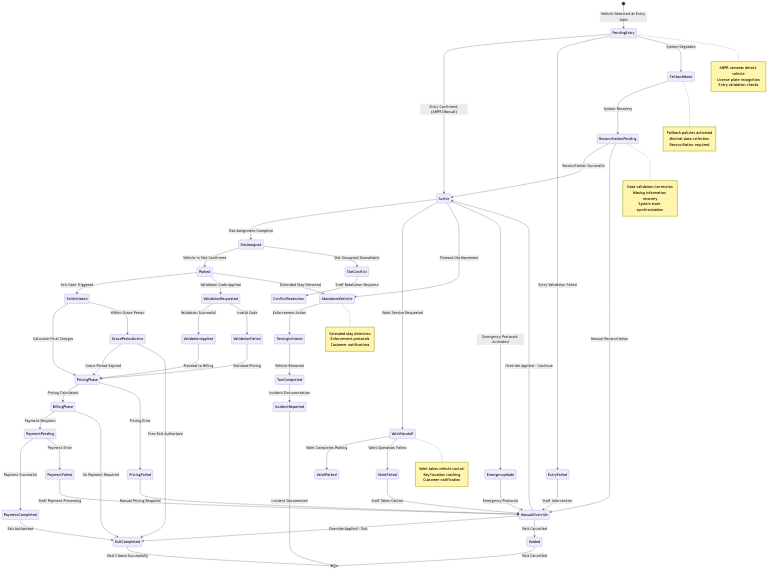 Vehicle Detected at Entry
Gate
PendingEntry
System Degrades
ANPR cameras detect
vehicle
License plate recognition
Entry validation checks
FallbackMode
Entry Confirmed
(ANPR/Manual)
System Recovery
Fallback policies activated
Minimal data collection
Reconciliation required
ReconciliationPending
Reconciliation Successful
Data validation/correction
Missing information
recovery
System state
synchronization
Active
Slot Assignment Complete
SlotAssigned
Vehicle in Slot Confirmed
Slot Occupied/Unavailable
Timeout/No Movement
Parked
SlotConflict
Exit Gate Triggered
Validation Code Applied
Extended Stay Detected
Staff Resolution Required
Entry Validation Failed
ExitInitiated
ValidationRequested
ConflictResolution
AbandonedVehicle
Within Grace Period
Validation Successful
Invalid Code
Enforcement Action
Valet Service Requested
Extended stay detection
Enforcement protocols
Customer notifications
Calculate Final Charges
GracePeriodActive
ValidationApplied
ValidationFailed
TowingInitiated
Emergency Protocols
Activated
Manual Reconciliation
Grace Period Expired
Proceed to Billing
Standard Pricing
Vehicle Removed
Override Applied - Continue
PricingPhase
TowCompleted
Pricing Calculated
Incident Documentation
BillingPhase
IncidentReported
Payment Required
Pricing Error
PaymentPending
Free Exit Authorized
ValetHandoff
Payment Error
Valet Completes Parking
Valet Operation Failed
Payment Successful
PaymentFailed
No Payment Required
PricingFailed
ValetParked
ValetFailed
Valet takes vehicle control
Key/location tracking
Customer notification
EmergencyMode
EntryFailed
Staff Payment Processing
Manual Pricing Required
Incident Documented
Staff Takes Control
Emergency Protocols
Staff Intervention
PaymentCompleted
ManualOverride
Exit Authorized
Override Applied - Exit
Visit Cancelled
ExitCompleted
Voided
Visit Closed Successfully
Visit Cancelled